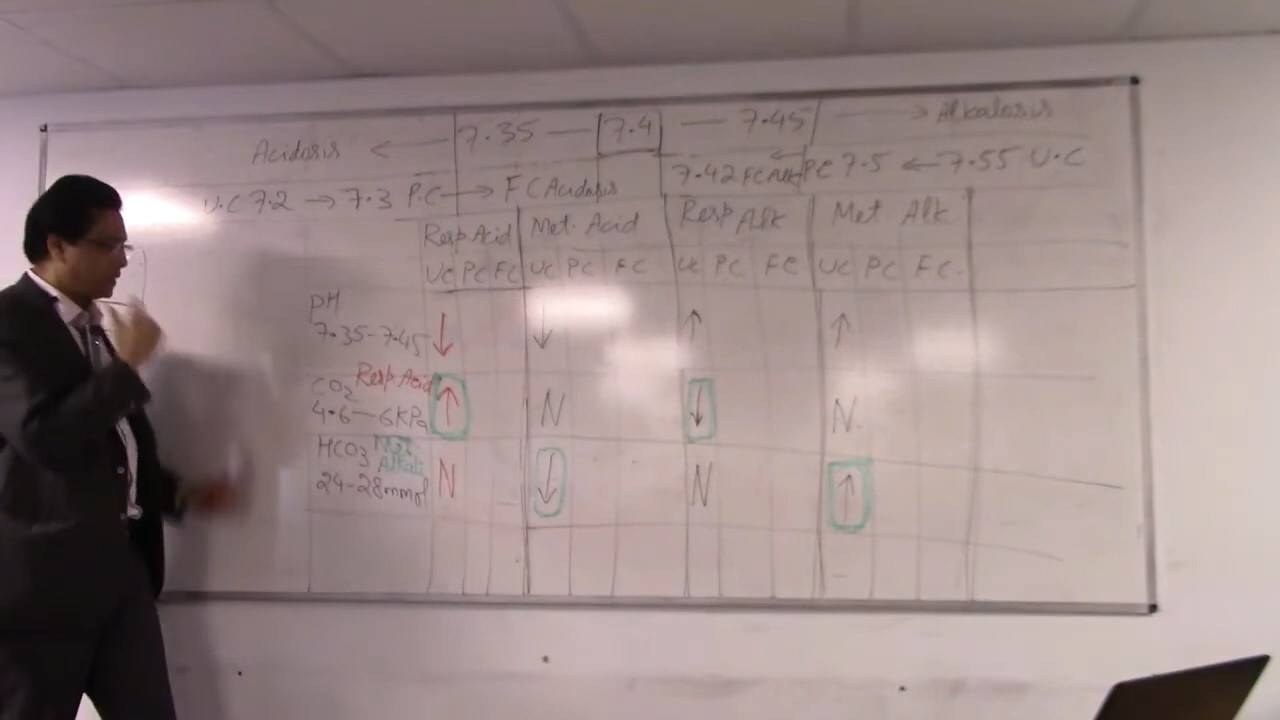 Acidosis ← 7.35 — 7.4 — 7.45 → Alkalosis
U.C 7.2 → 7.3 P.C → F C Acidosis 7.42 FC Alk ← PC 7.5 ← 7.55 U.C
Resp Acid Met. Acid Resp Alk Met Alk
UC PC FC UC PC FC UC PC FC UC PC FC.
pH
7.35-7.45 ↓ ↓ ↑ ↑
CO2 Resp Acid
4.6—6KPa ↑ N ↓ N.
HCO3 Met.
Alkali
24-28mmol N ↓ N ↑